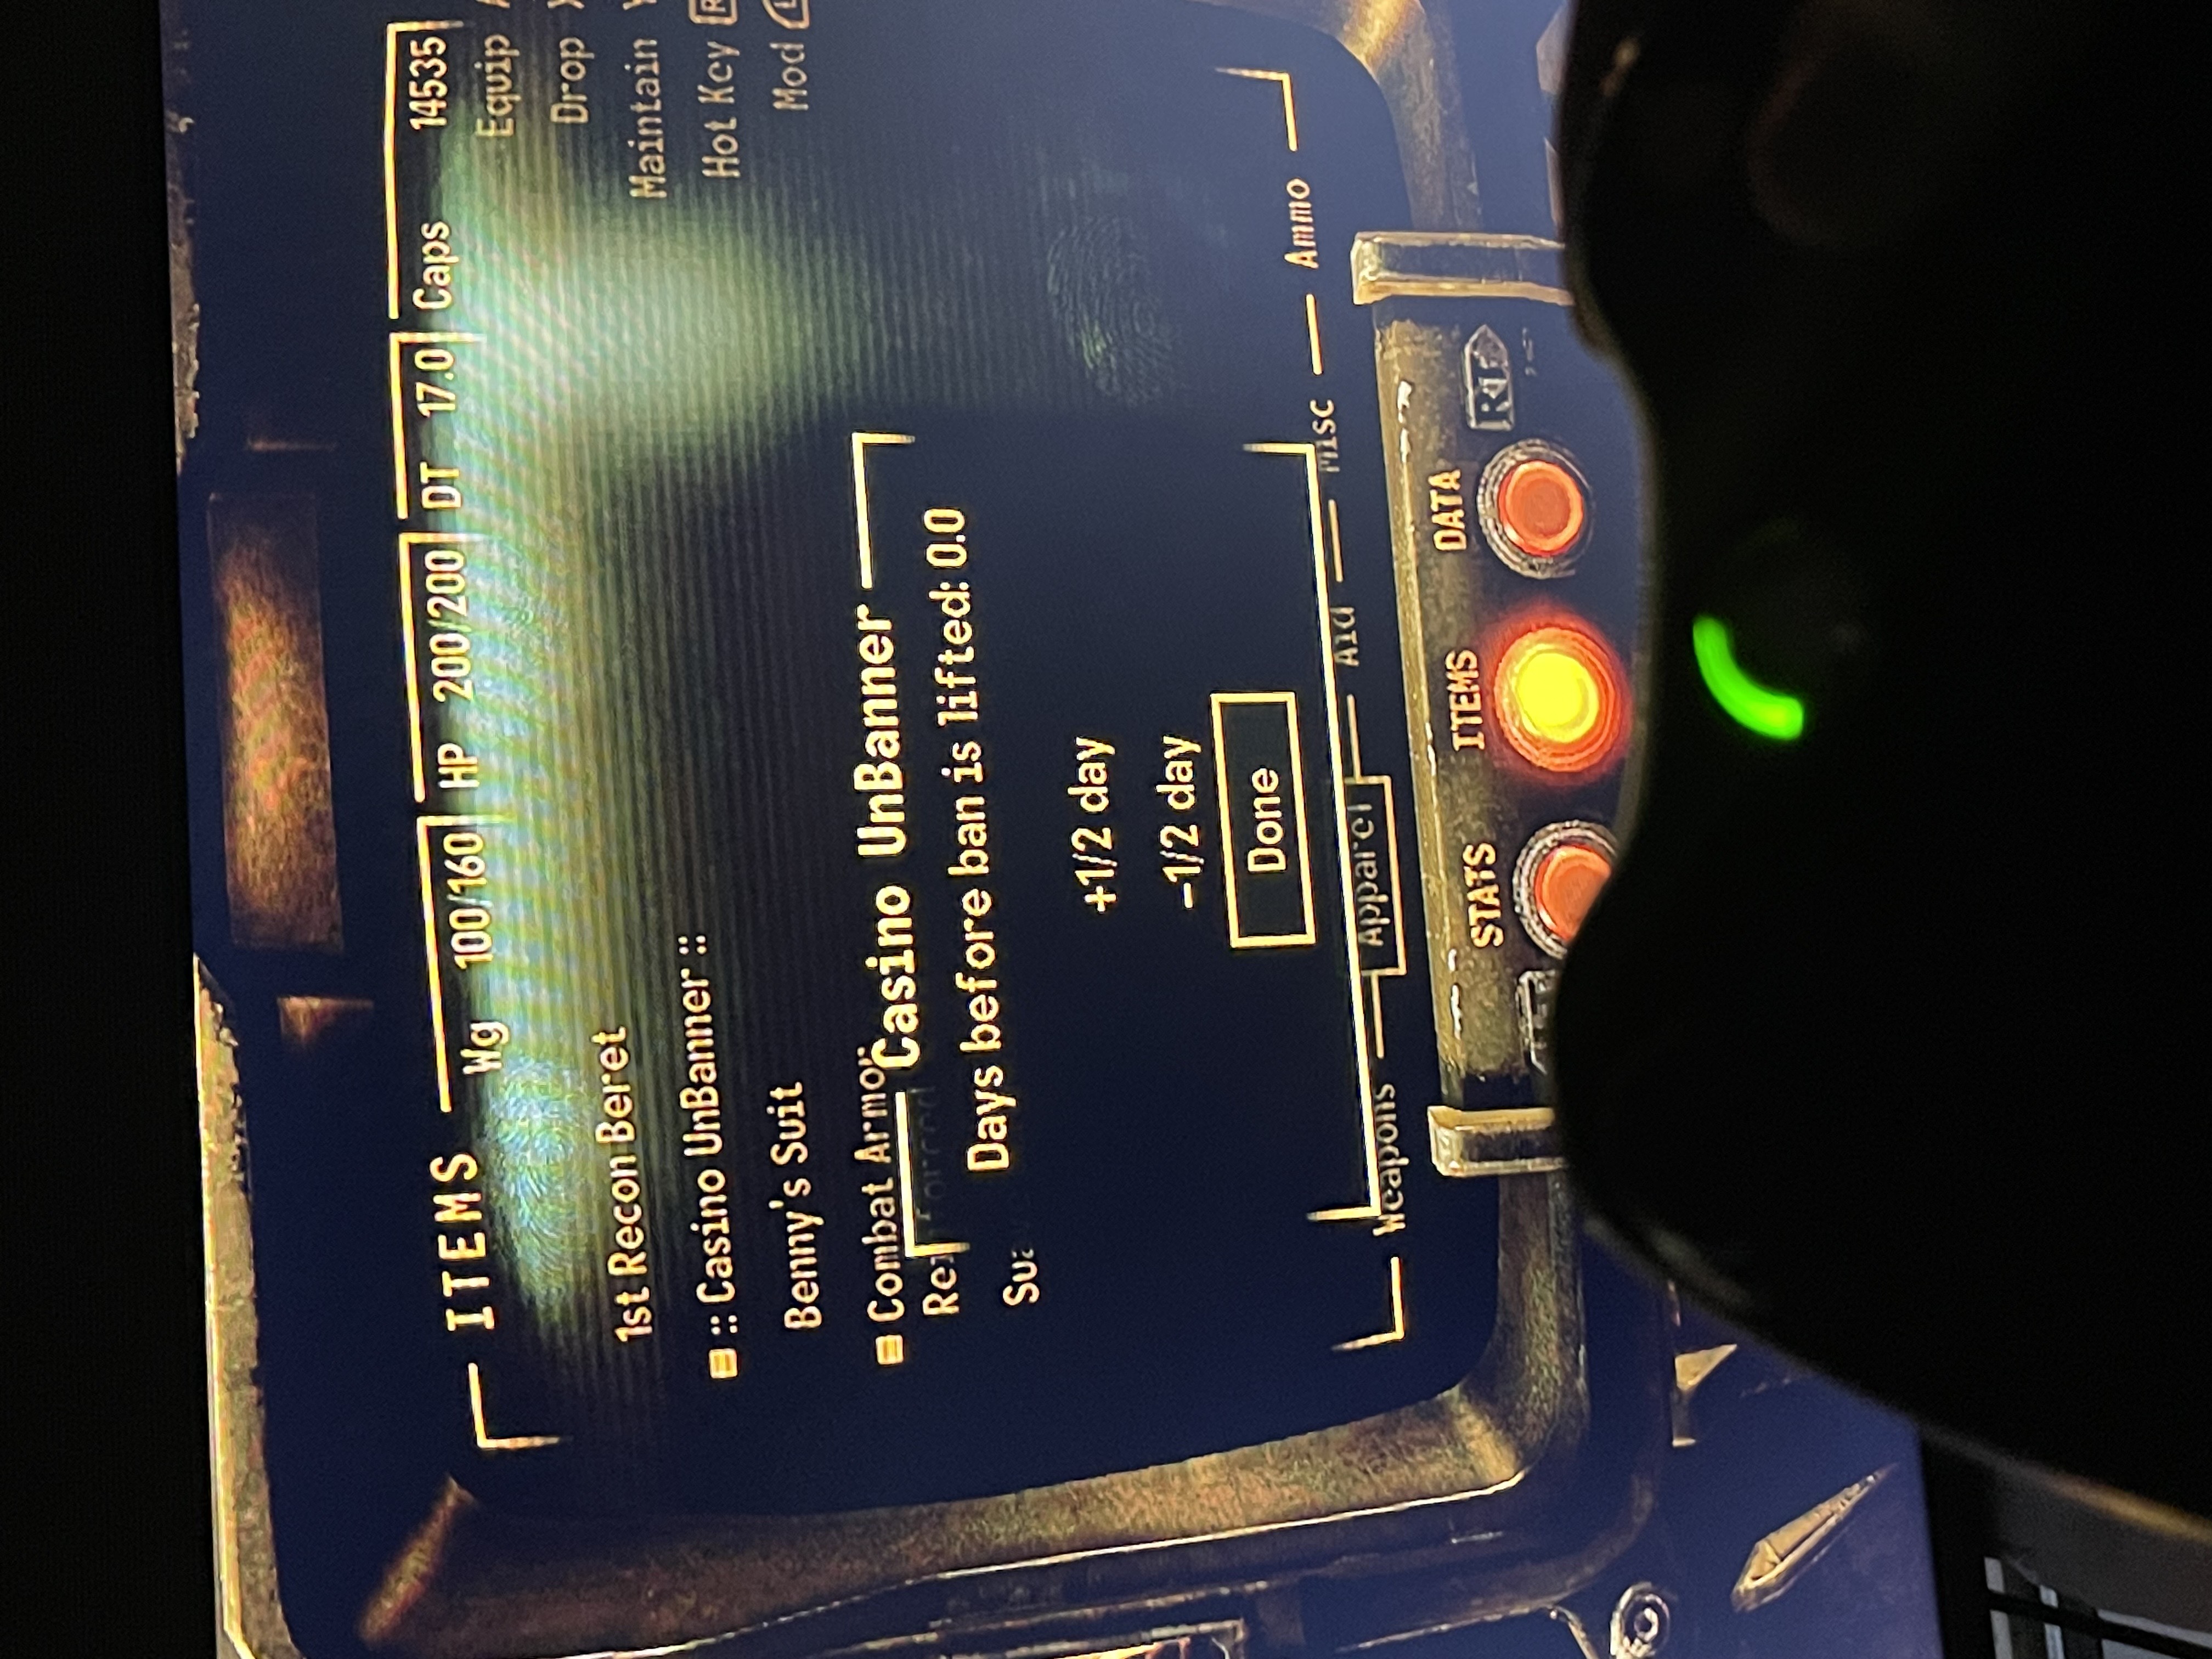 ITEMS Wg 100/160 HP 200/200 DT 17.0 Caps 14535
Equip
Drop
Maintain
Hot Key
Mod
1st Recon Beret
:: Casino UnBanner ::
Benny's Suit
Combat Armor
Casino UnBanner
Days before ban is lifted: 0.0
+1/2 day
-1/2 day
Done
Weapons Apparel Aid Misc Ammo
STATS ITEMS DATA
RT